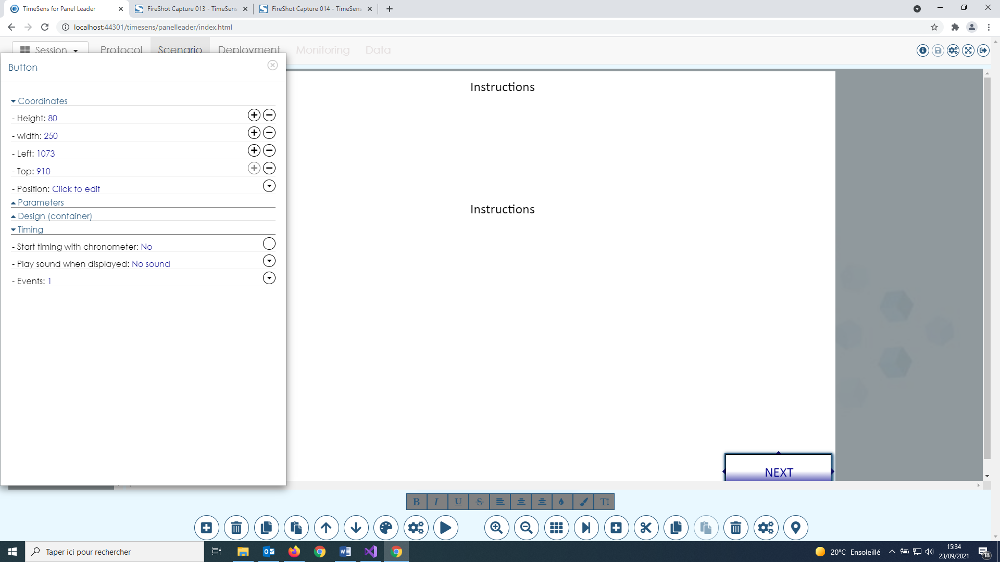 TimeSens for Panel Leader
FireShot Capture 013 - TimeSens
FireShot Capture 014 - TimeSens
localhost:44301/timesens/panelleader/index.html
Session
Protocol
Scenario
Deployment
Monitoring
Data
Button
Coordinates
- Height: 80
- width: 250
- Left: 1073
- Top: 910
- Position: Click to edit
Parameters
Design (container)
Timing
- Start timing with chronometer: No
- Play sound when displayed: No sound
- Events: 1
Instructions
Instructions
NEXT
B I U S T
Taper ici pour rechercher
20°C Ensoleillé
15:34
23/09/2021
18